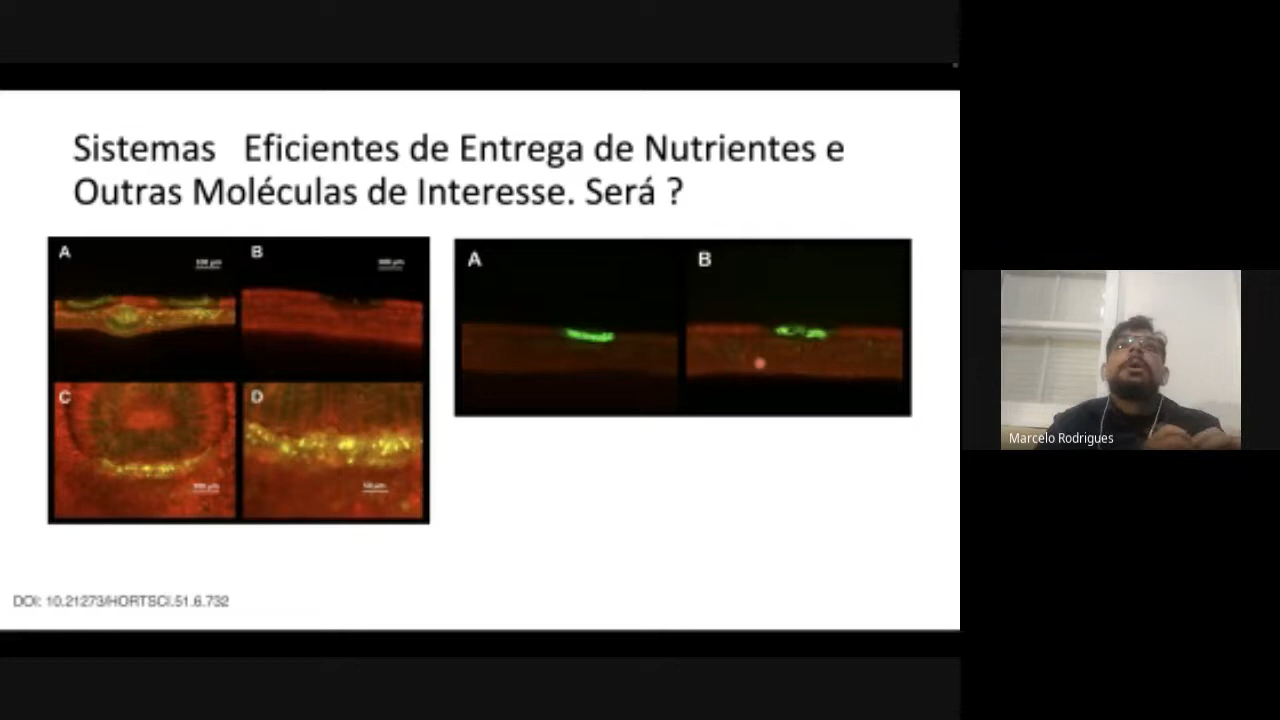 Sistemas Eficientes de Entrega de Nutrientes e
Outras Moléculas de Interesse. Será ?
A
B
A
B
C
D
DOI: 10.21273/HORTSCI.51.6.732
Marcelo Rodrigues